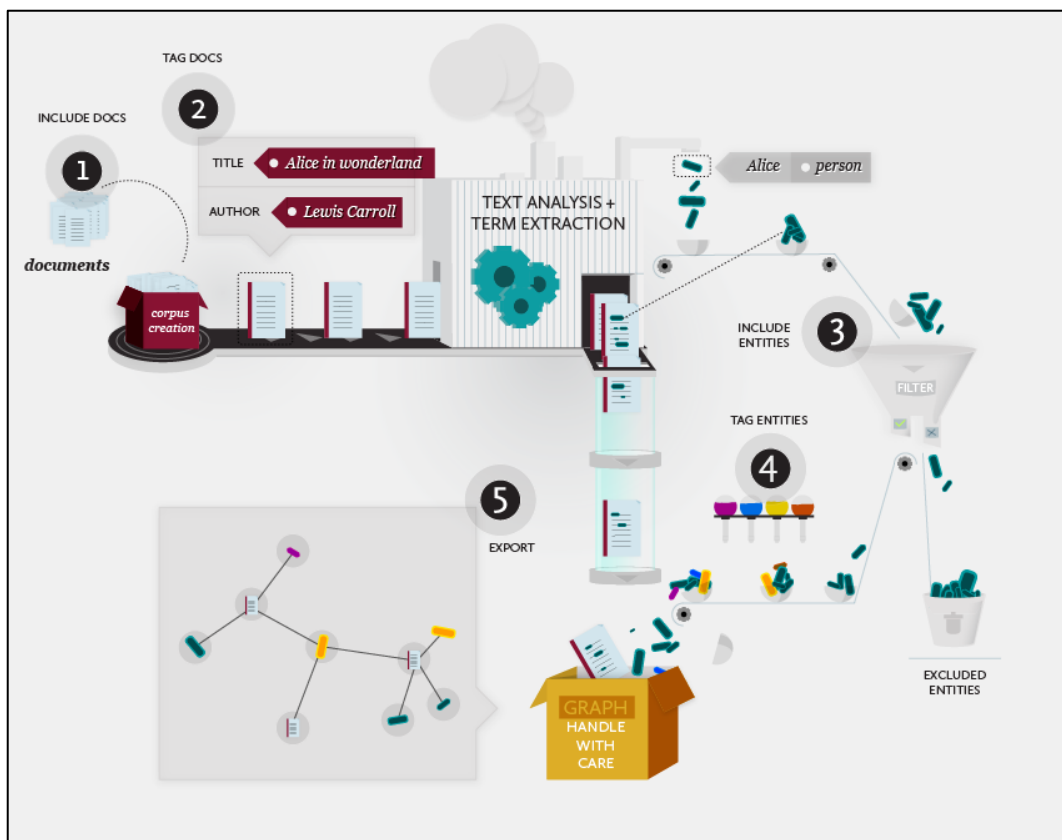 TAG DOCS
2
INCLUDE DOCS
1
documents
TITLE
Alice in wonderland
AUTHOR
Lewis Carroll
corpus
creation
TEXT ANALYSIS +
TERM EXTRACTION
Alice
person
INCLUDE
ENTITIES
3
FILTER
TAG ENTITIES
4
5
EXPORT
EXCLUDED
ENTITIES
GRAPH
HANDLE
WITH
CARE